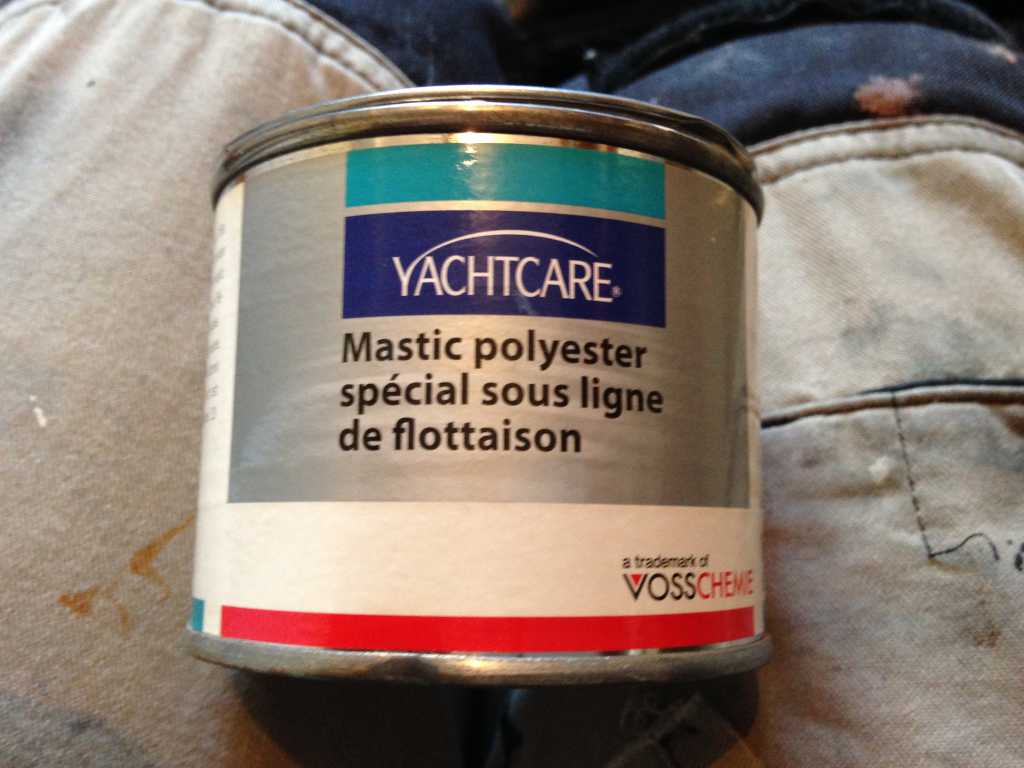 YACHTCARE®
Mastic polyester
spécial sous ligne
de flottaison
a trademark of
VOSSCHEMIE